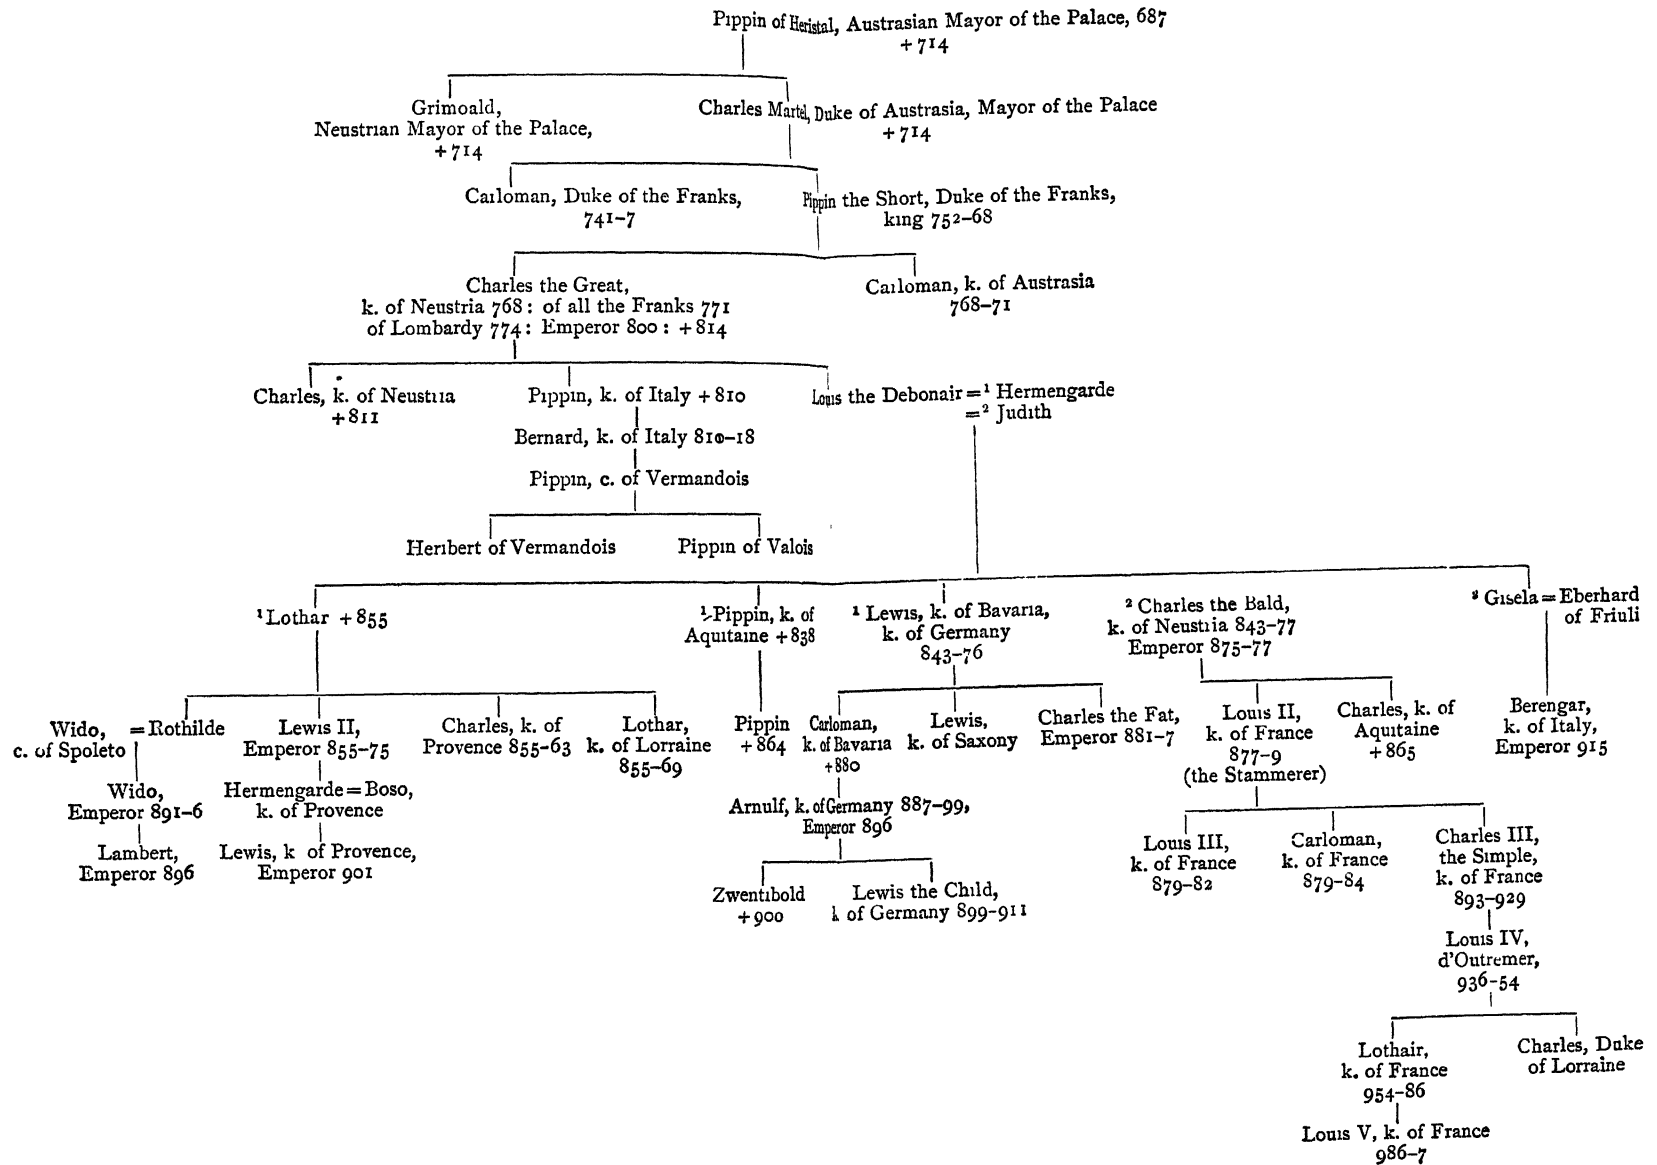 Pippin of Heristal, Austrasian Mayor of the Palace, 687
+714
Grimoald,
Neustrian Mayor of the Palace,
+714
Charles Martel, Duke of Austrasia, Mayor of the Palace
+714
Carloman, Duke of the Franks,
741–7
Pippin the Short, Duke of the Franks,
king 752–68
Charles the Great,
k. of Neustria 768: of all the Franks 771
of Lombardy 774: Emperor 800: +814
Carloman, k. of Austrasia
768–71
Charles, k. of Neustria
+811
Pippin, k. of Italy +810
Louis the Debonair =¹ Hermengarde
=² Judith
Bernard, k. of Italy 810–18
Pippin, c. of Vermandois
Heribert of Vermandois
Pippin of Valois
¹Lothar +855
¹Pippin, k. of
Aquitaine +838
¹ Lewis, k. of Bavaria,
k. of Germany
843–76
² Charles the Bald,
k. of Neustria 843–77
Emperor 875–77
Gisela = Eberhard
of Friuli
Wido, = Rothilde
c. of Spoleto
Lewis II,
Emperor 855–75
Charles, k. of
Provence 855–63
Lothar,
k. of Lorraine
855–69
Pippin
+864
Carloman,
k. of Bavaria
+880
Lewis,
k. of Saxony
Charles the Fat,
Emperor 881–7
Louis II,
k. of France
877–9
(the Stammerer)
Charles, k. of
Aquitaine
+865
Berengar,
k. of Italy,
Emperor 915
Wido,
Emperor 891–6
Hermengarde = Boso,
k. of Provence
Arnulf, k. of Germany 887–99,
Emperor 896
Lambert,
Emperor 896
Lewis, k of Provence,
Emperor 901
Louis III,
k. of France
879–82
Carloman,
k. of France
879–84
Charles III,
the Simple,
k. of France
893–929
Zwentibold
+900
Lewis the Child,
k of Germany 899–911
Louis IV,
d'Outremer,
936–54
Lothair,
k. of France
954–86
Charles, Duke
of Lorraine
Louis V, k. of France
986–7